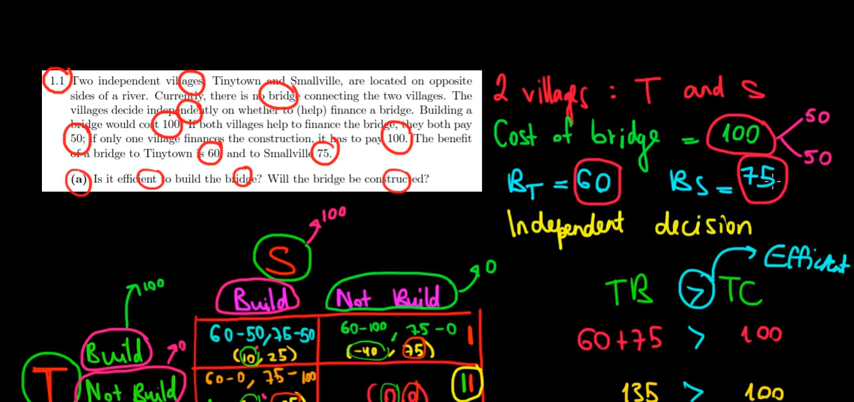 1.1 Two independent villages, Tinytown and Smallville, are located on opposite
sides of a river. Currently, there is no bridge connecting the two villages. The
villages decide independently on whether to (help) finance a bridge. Building a
bridge would cost 100. If both villages help to finance the bridge, they both pay
50; if only one village finances the construction, it has to pay 100. The benefit
of a bridge to Tinytown is 60 and to Smallville 75.
(a) Is it efficient to build the bridge? Will the bridge be constructed?
2 villages : T and S
Cost of bridge = 100
50
50
BT = 60 BS = 75
Independent decision
Efficient
TB > TC
60+75 > 100
135 > 100
100
S
100
0
Build Not Build
T
Build
0
Not Build
60-50, 75-50
(10, 25)
60-100, 75-0
(-40, 75)
I
60-0, 75-100
(0, 0)
II